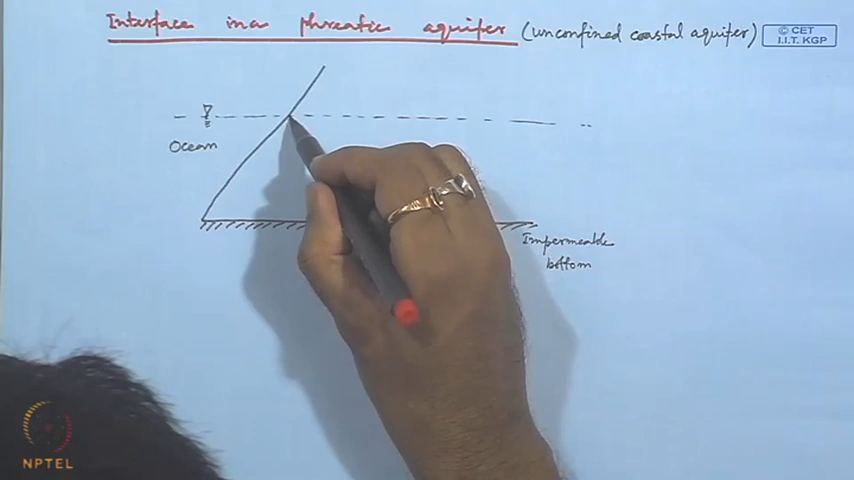 Interface in a phreatic aquifer (unconfined coastal aquifer)
© CET
I.I.T. KGP
Ocean
Impermeable
bottom
NPTEL